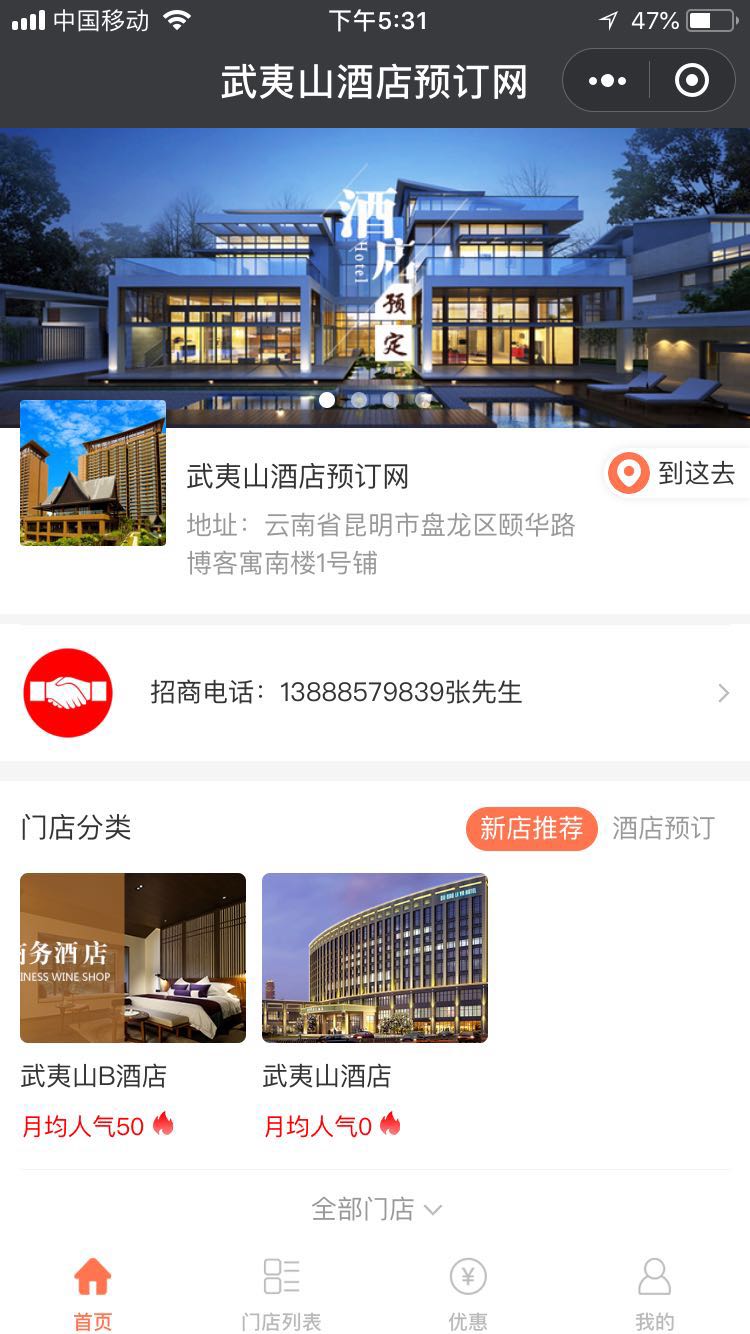 中国移动
下午5:31
47%
武夷山酒店预订网
酒店
Hotel
预
定
武夷山酒店预订网
到这去
地址：云南省昆明市盘龙区颐华路
博客寓南楼1号铺
招商电话：13888579839张先生
门店分类
新店推荐
酒店预订
商务酒店
INESS WINE SHOP
武夷山B酒店
武夷山酒店
月均人气50
月均人气0
全部门店
首页
门店列表
¥
优惠
我的